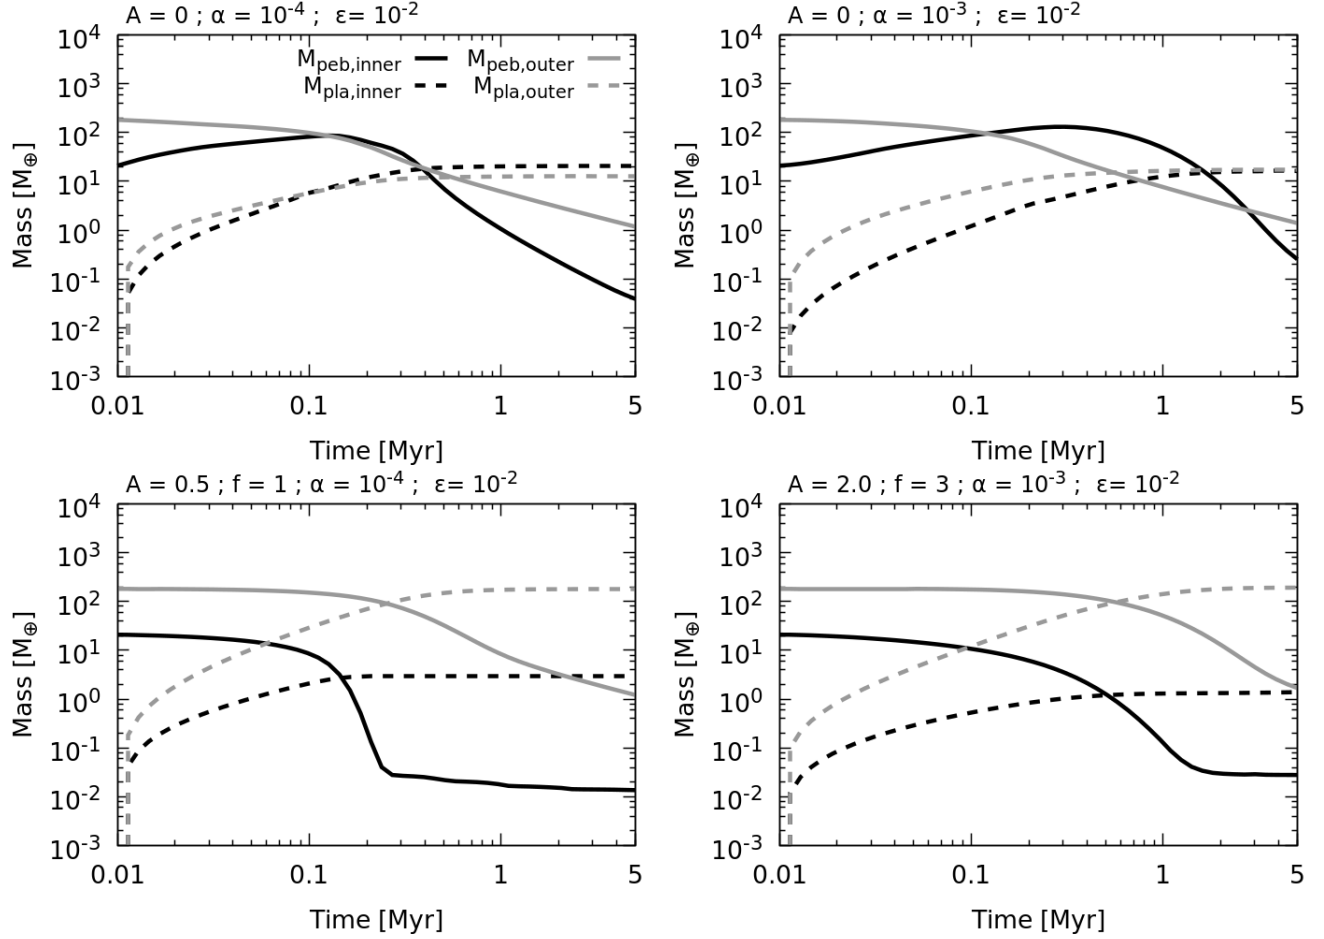 A = 0 ; α = 10⁻⁴ ; ε= 10⁻²
Mass [M⊕]
10⁴
10³
10²
10¹
10⁰
10⁻¹
10⁻²
10⁻³
M_peb,inner
M_peb,outer
M_pla,inner
M_pla,outer
0.01 0.1 1 5
Time [Myr]
A = 0 ; α = 10⁻³ ; ε= 10⁻²
Mass [M⊕]
10⁴
10³
10²
10¹
10⁰
10⁻¹
10⁻²
10⁻³
0.01 0.1 1 5
Time [Myr]
A = 0.5 ; f = 1 ; α = 10⁻⁴ ; ε= 10⁻²
Mass [M⊕]
10⁴
10³
10²
10¹
10⁰
10⁻¹
10⁻²
10⁻³
0.01 0.1 1 5
Time [Myr]
A = 2.0 ; f = 3 ; α = 10⁻³ ; ε= 10⁻²
Mass [M⊕]
10⁴
10³
10²
10¹
10⁰
10⁻¹
10⁻²
10⁻³
0.01 0.1 1 5
Time [Myr]